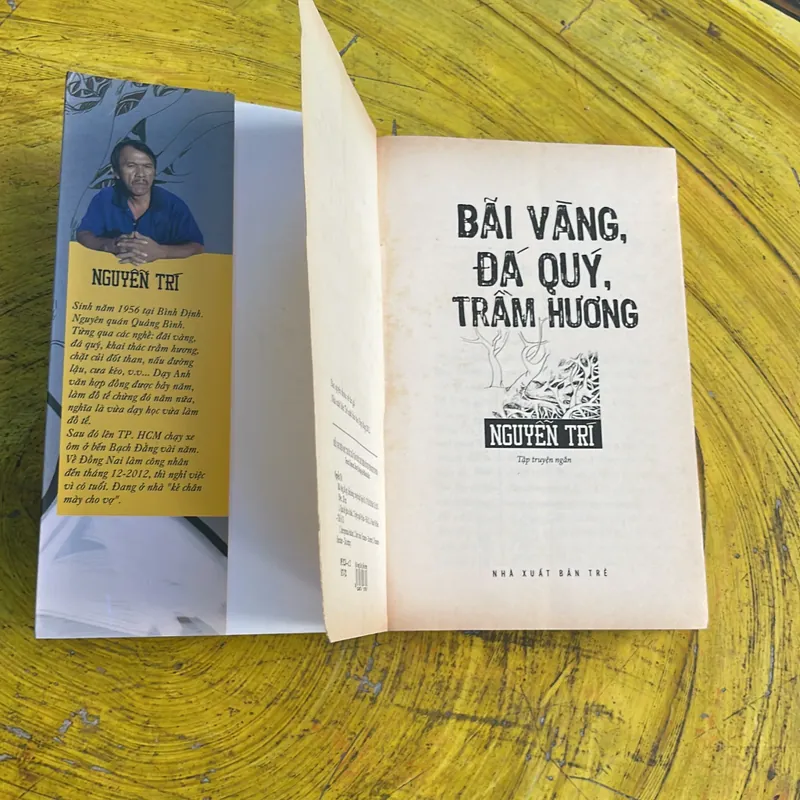 NGUYỄN TRÍ
Sinh năm 1956 tại Bình Định.
Nguyên quán Quảng Bình.
Từng qua các nghề: đãi vàng,
đá quý, khai thác trầm hương,
chặt củi đốt than, nấu đường
lậu, cưa kéo, v.v... Dạy Anh
văn hợp đồng được bảy năm,
làm đồ tể chừng đó năm nữa,
nghĩa là vừa dạy học vừa làm
đồ tể.
Sau đó lên TP. HCM chạy xe
ôm ở bến Bạch Đằng vài năm.
Về Đồng Nai làm công nhân
đến tháng 12-2012, thì nghỉ việc
vì có tuổi. Đang ở nhà "kẻ chân
mày cho vợ".
BÃI VÀNG,
ĐÁ QUÝ,
TRẦM HƯƠNG
NGUYỄN TRÍ
Tập truyện ngắn
NHÀ XUẤT BẢN TRẺ